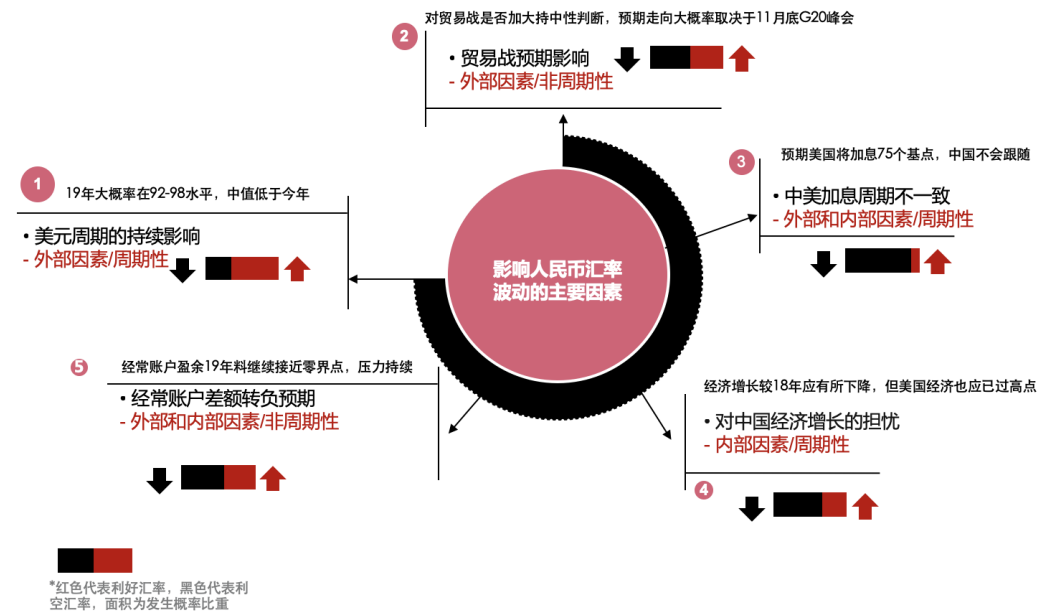 对贸易战是否加大持中性判断，预期走向大概率取决于11月底G20峰会
2
• 贸易战预期影响
- 外部因素/非周期性
3
预期美国将加息75个基点，中国不会跟随
• 中美加息周期不一致
- 外部和内部因素/周期性
1
19年大概率在92-98水平，中值低于今年
• 美元周期的持续影响
- 外部因素/周期性
影响人民币汇率
波动的主要因素
5
经常账户盈余19年料继续接近零界点，压力持续
• 经常账户差额转负预期
- 外部和内部因素/非周期性
经济增长较18年应有所下降，但美国经济也应已过高点
• 对中国经济增长的担忧
- 内部因素/周期性
4
*红色代表利好汇率，黑色代表利
空汇率，面积为发生概率比重